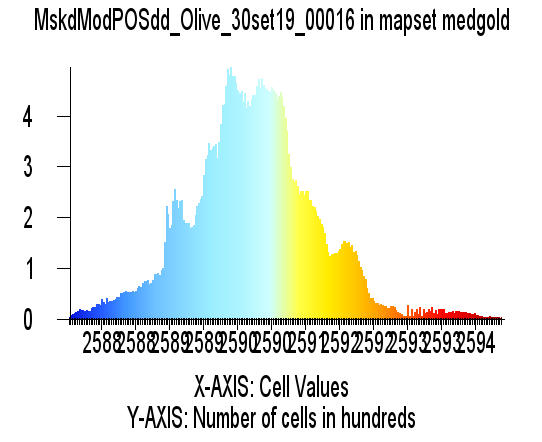 MskdModPOSdd_Olive_30set19_00016 in mapset medgold
4
3
2
1
0
2588 2588 2589 2589 2590 2590 2591 2592 2592 2593 2593 2594
X-AXIS: Cell Values
Y-AXIS: Number of cells in hundreds